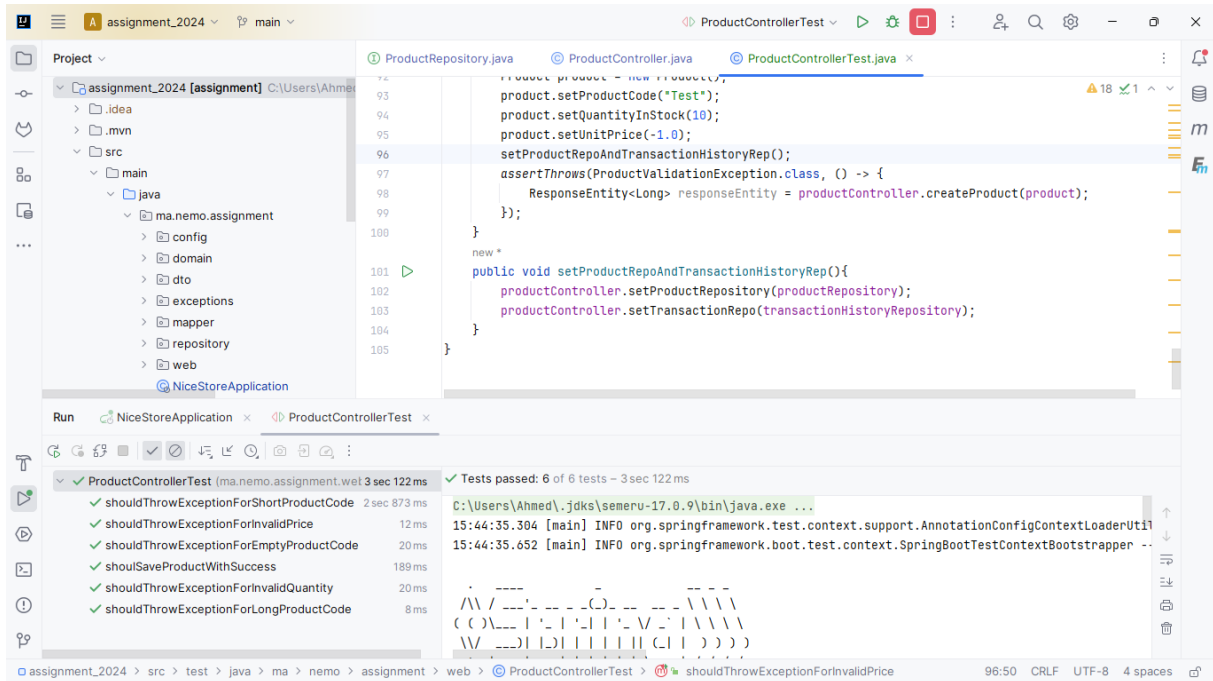 A assignment_2024 main ProductControllerTest
Project
ProductRepository.java ProductController.java ProductControllerTest.java
assignment_2024 [assignment] C:\Users\Ahmed
.idea
.mvn
src
main
java
ma.nemo.assignment
config
domain
dto
exceptions
mapper
repository
web
NiceStoreApplication
92 Product product = new Product();
18 1
93 product.setProductCode("Test");
94 product.setQuantityInStock(10);
95 product.setUnitPrice(-1.0);
96 setProductRepoAndTransactionHistoryRep();
97 assertThrows(ProductValidationException.class, () -> {
98 ResponseEntity<Long> responseEntity = productController.createProduct(product);
99 });
100 }
new *
101 public void setProductRepoAndTransactionHistoryRep(){
102 productController.setProductRepository(productRepository);
103 productController.setTransactionRepo(transactionHistoryRepository);
104 }
105 }
m
m
Run NiceStoreApplication ProductControllerTest
ProductControllerTest (ma.nemo.assignment.wel 3 sec 122 ms
shouldThrowExceptionForShortProductCode 2 sec 873 ms
shouldThrowExceptionForInvalidPrice 12 ms
shouldThrowExceptionForEmptyProductCode 20 ms
shoulSaveProductWithSuccess 189 ms
shouldThrowExceptionForInvalidQuantity 20 ms
shouldThrowExceptionForLongProductCode 8 ms
Tests passed: 6 of 6 tests – 3 sec 122 ms
C:\Users\Ahmed\.jdks\semeru-17.0.9\bin\java.exe ...
15:44:35.304 [main] INFO org.springframework.test.context.support.AnnotationConfigContextLoaderUtil
15:44:35.652 [main] INFO org.springframework.boot.test.context.SpringBootTestContextBootstrapper --
assignment_2024 > src > test > java > ma > nemo > assignment > web > ProductControllerTest > shouldThrowExceptionForInvalidPrice 96:50 CRLF UTF-8 4 spaces